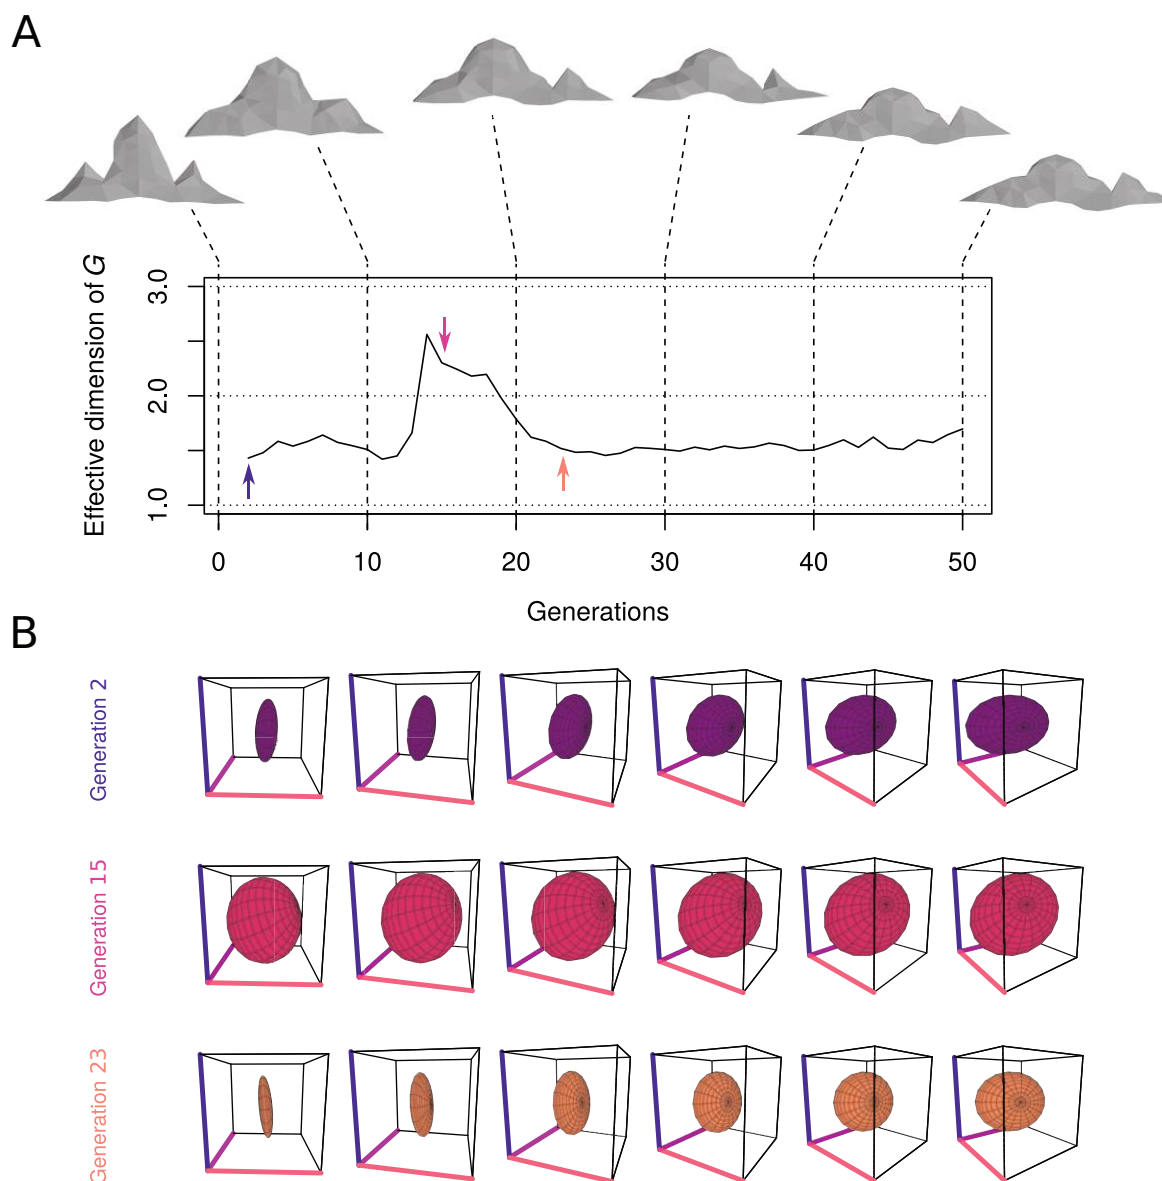 A
Effective dimension of G
3.0
2.0
1.0
0 10 20 30 40 50
Generations
B
Generation 2
Generation 15
Generation 23